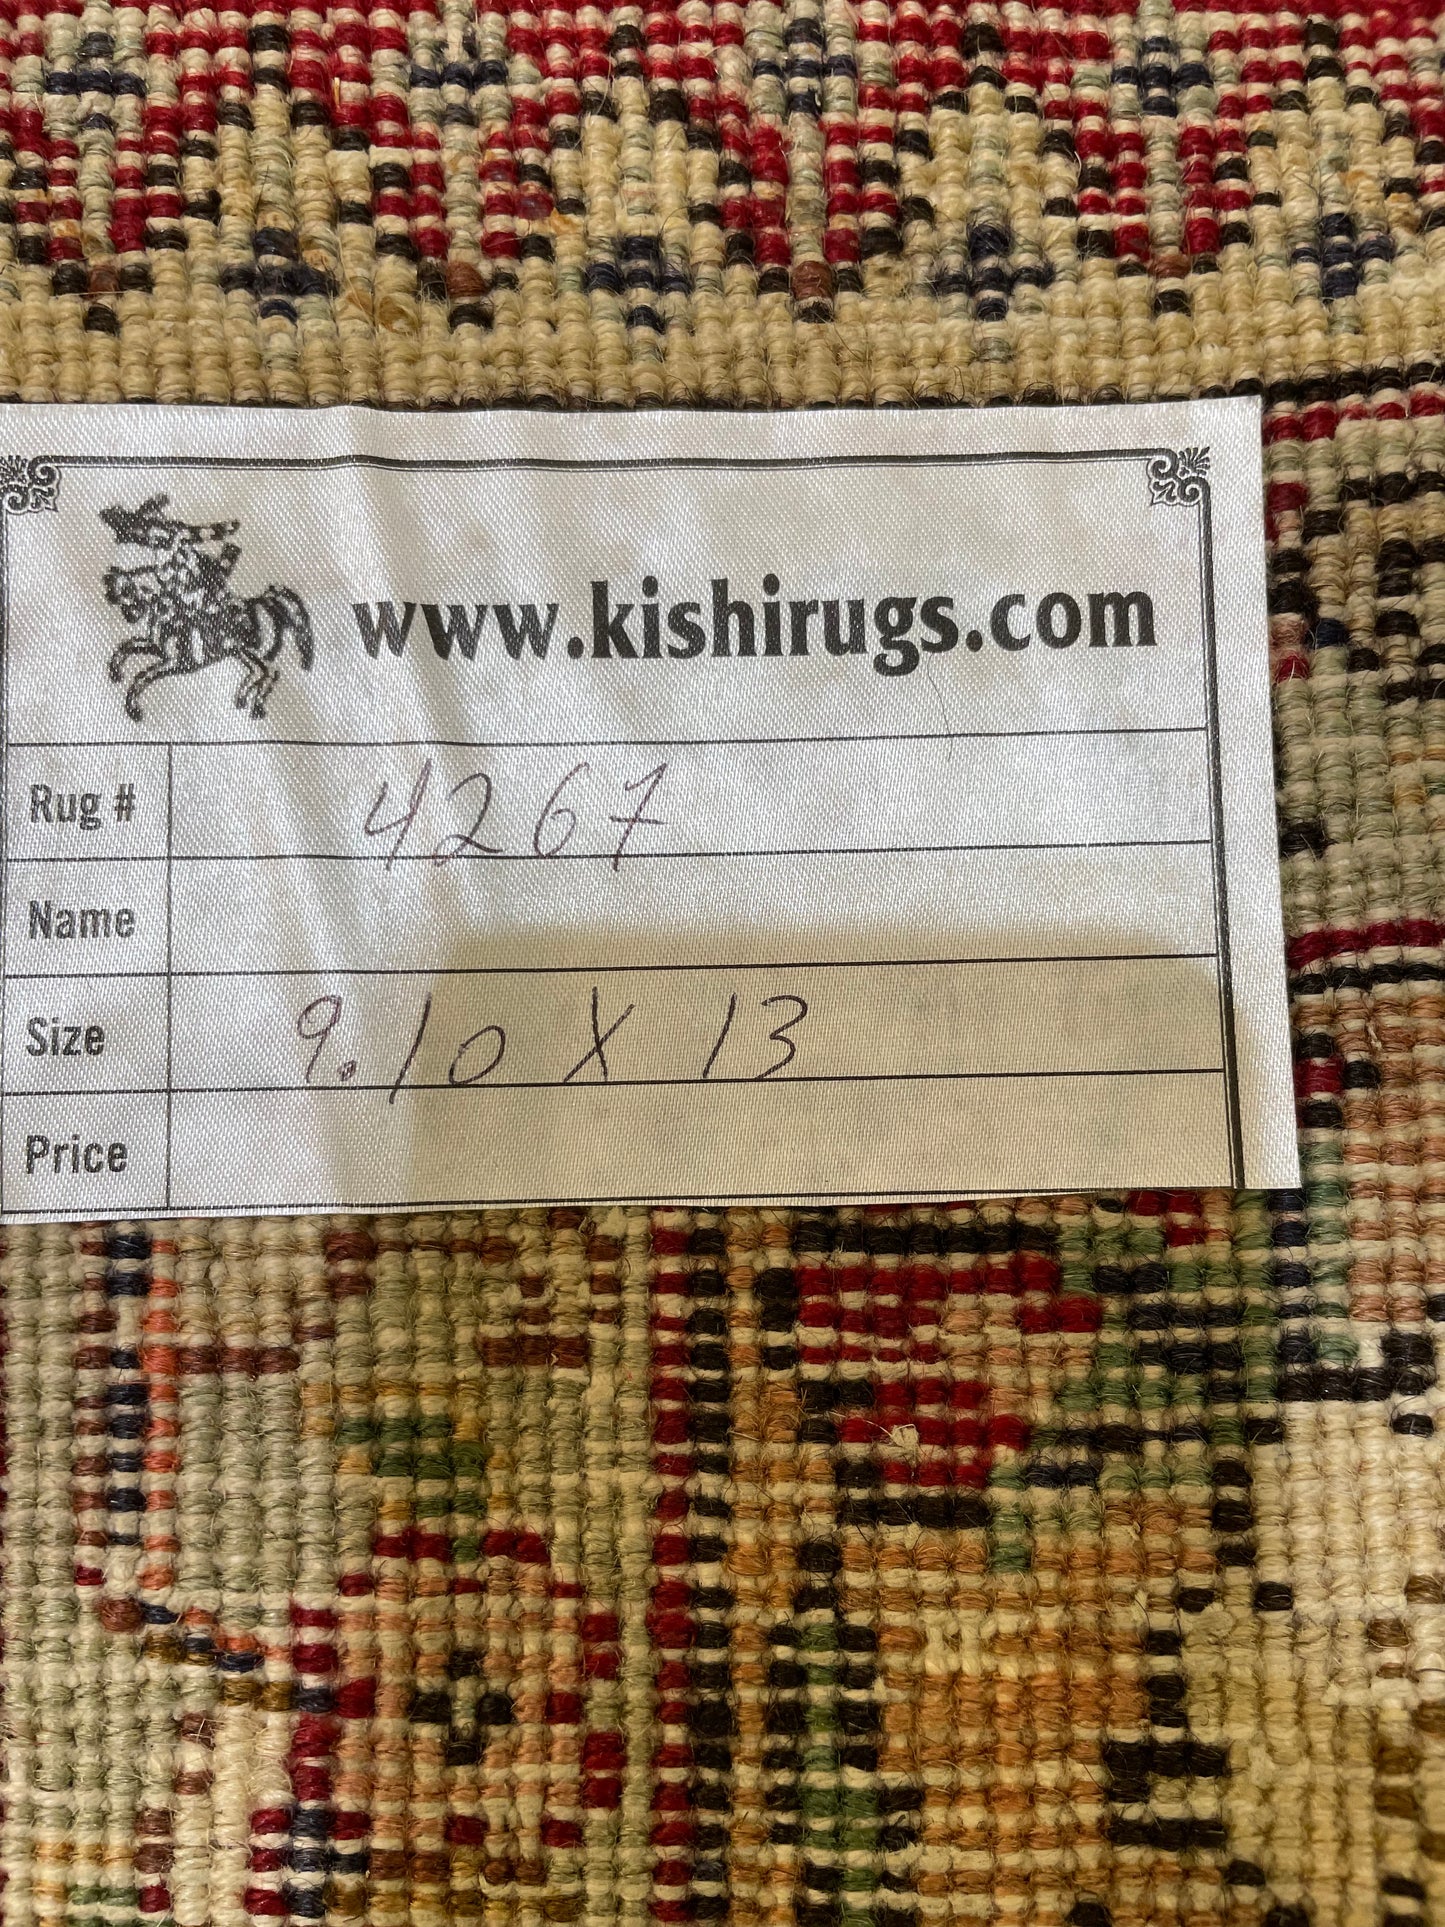 www.kishirugs.com
Rug # 4267
Name
Size 9.10 X 13
Price